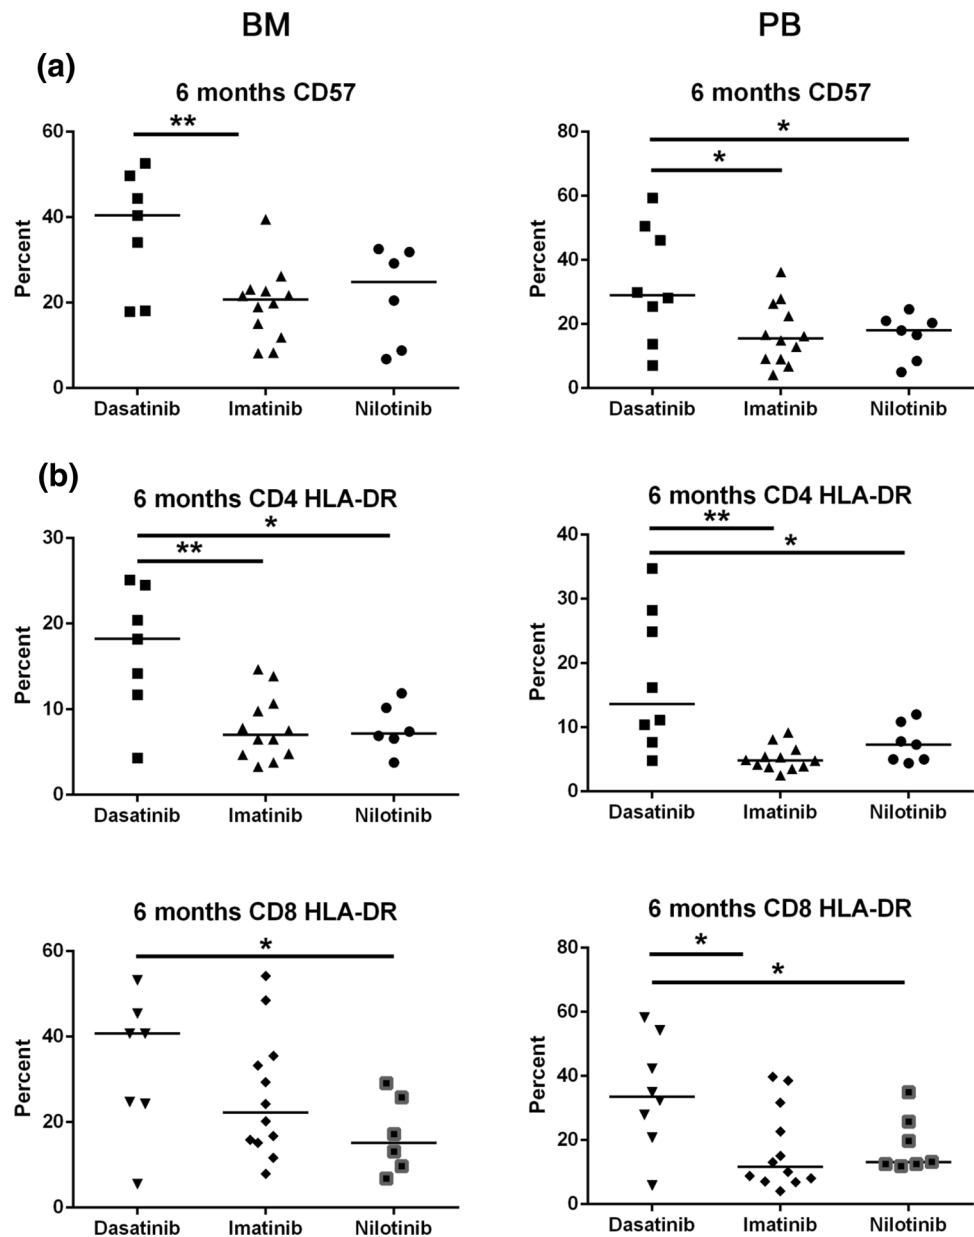 BM PB
(a)
6 months CD57
**
60
40
20
0
Percent
Dasatinib Imatinib Nilotinib
6 months CD57
*
*
80
60
40
20
0
Percent
Dasatinib Imatinib Nilotinib
(b)
6 months CD4 HLA-DR
*
**
30
20
10
0
Percent
Dasatinib Imatinib Nilotinib
6 months CD4 HLA-DR
**
*
40
30
20
10
0
Percent
Dasatinib Imatinib Nilotinib
6 months CD8 HLA-DR
*
60
40
20
0
Percent
Dasatinib Imatinib Nilotinib
6 months CD8 HLA-DR
*
*
80
60
40
20
0
Percent
Dasatinib Imatinib Nilotinib